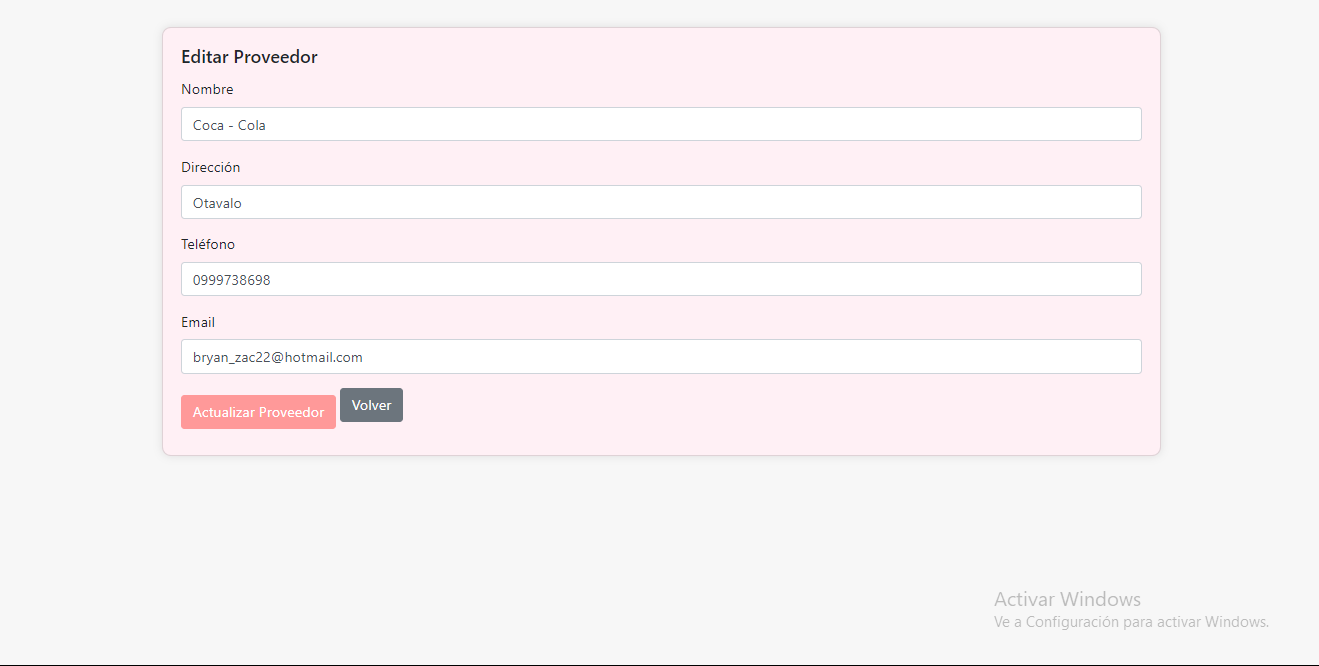 Editar Proveedor
Nombre
Coca - Cola
Dirección
Otavalo
Teléfono
0999738698
Email
bryan_zac22@hotmail.com
Actualizar Proveedor Volver
Activar Windows
Ve a Configuración para activar Windows.